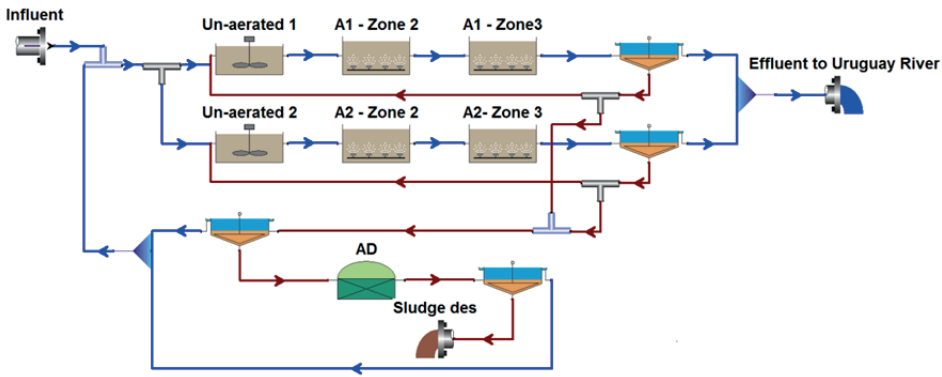 Influent
Un-aerated 1
A1 - Zone 2
A1 - Zone3
Effluent to Uruguay River
Un-aerated 2
A2 - Zone 2
A2- Zone 3
AD
Sludge des